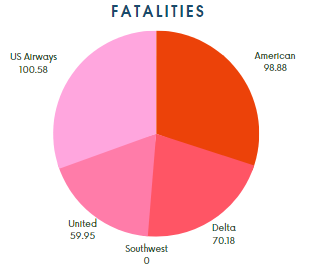 FATALITIES
US Airways
100.58
American
98.88
United
59.95
Delta
70.18
Southwest
0